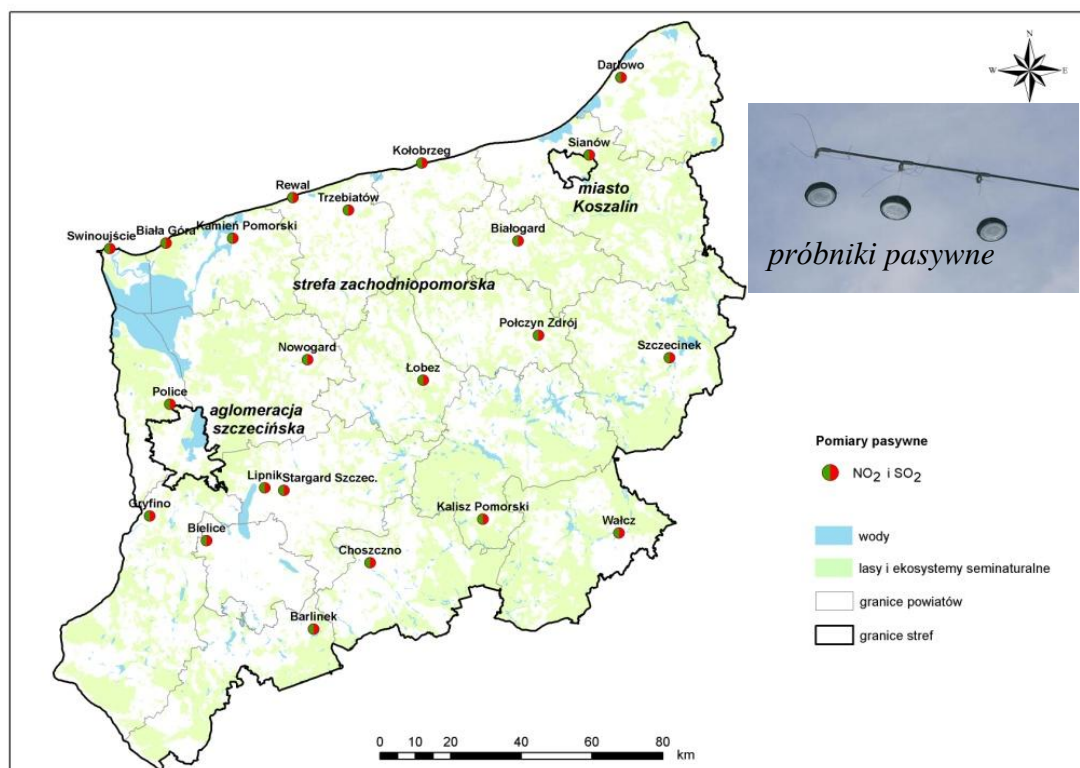 N
W E
S
Darłowo
Sianów
Kołobrzeg
miasto
Koszalin
Rewal
Trzebiatów
próbniki pasywne
Białogard
Kamień Pomorski
Biała Góra
Swinoujście
strefa zachodniopomorska
Połczyn Zdrój
Szczecinek
Nowogard
Łobez
Police
aglomeracja
szczecińska
Pomiary pasywne
NO2 i SO2
Lipnik
Stargard Szczec.
Gryfino
Kalisz Pomorski
Wałcz
Bielice
wody
Choszczno
lasy i ekosystemy seminaturalne
granice powiatów
Barlinek
granice stref
0 5 10 20 40 60 80
km